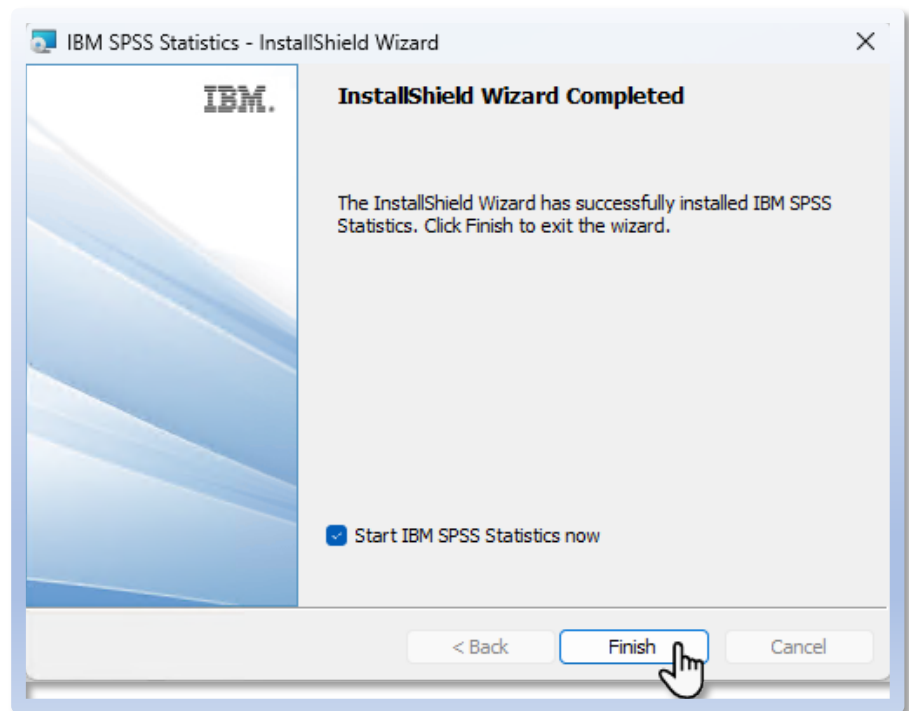 IBM SPSS Statistics - InstallShield Wizard
IBM.
InstallShield Wizard Completed
The InstallShield Wizard has successfully installed IBM SPSS
Statistics. Click Finish to exit the wizard.
Start IBM SPSS Statistics now
< Back Finish Cancel